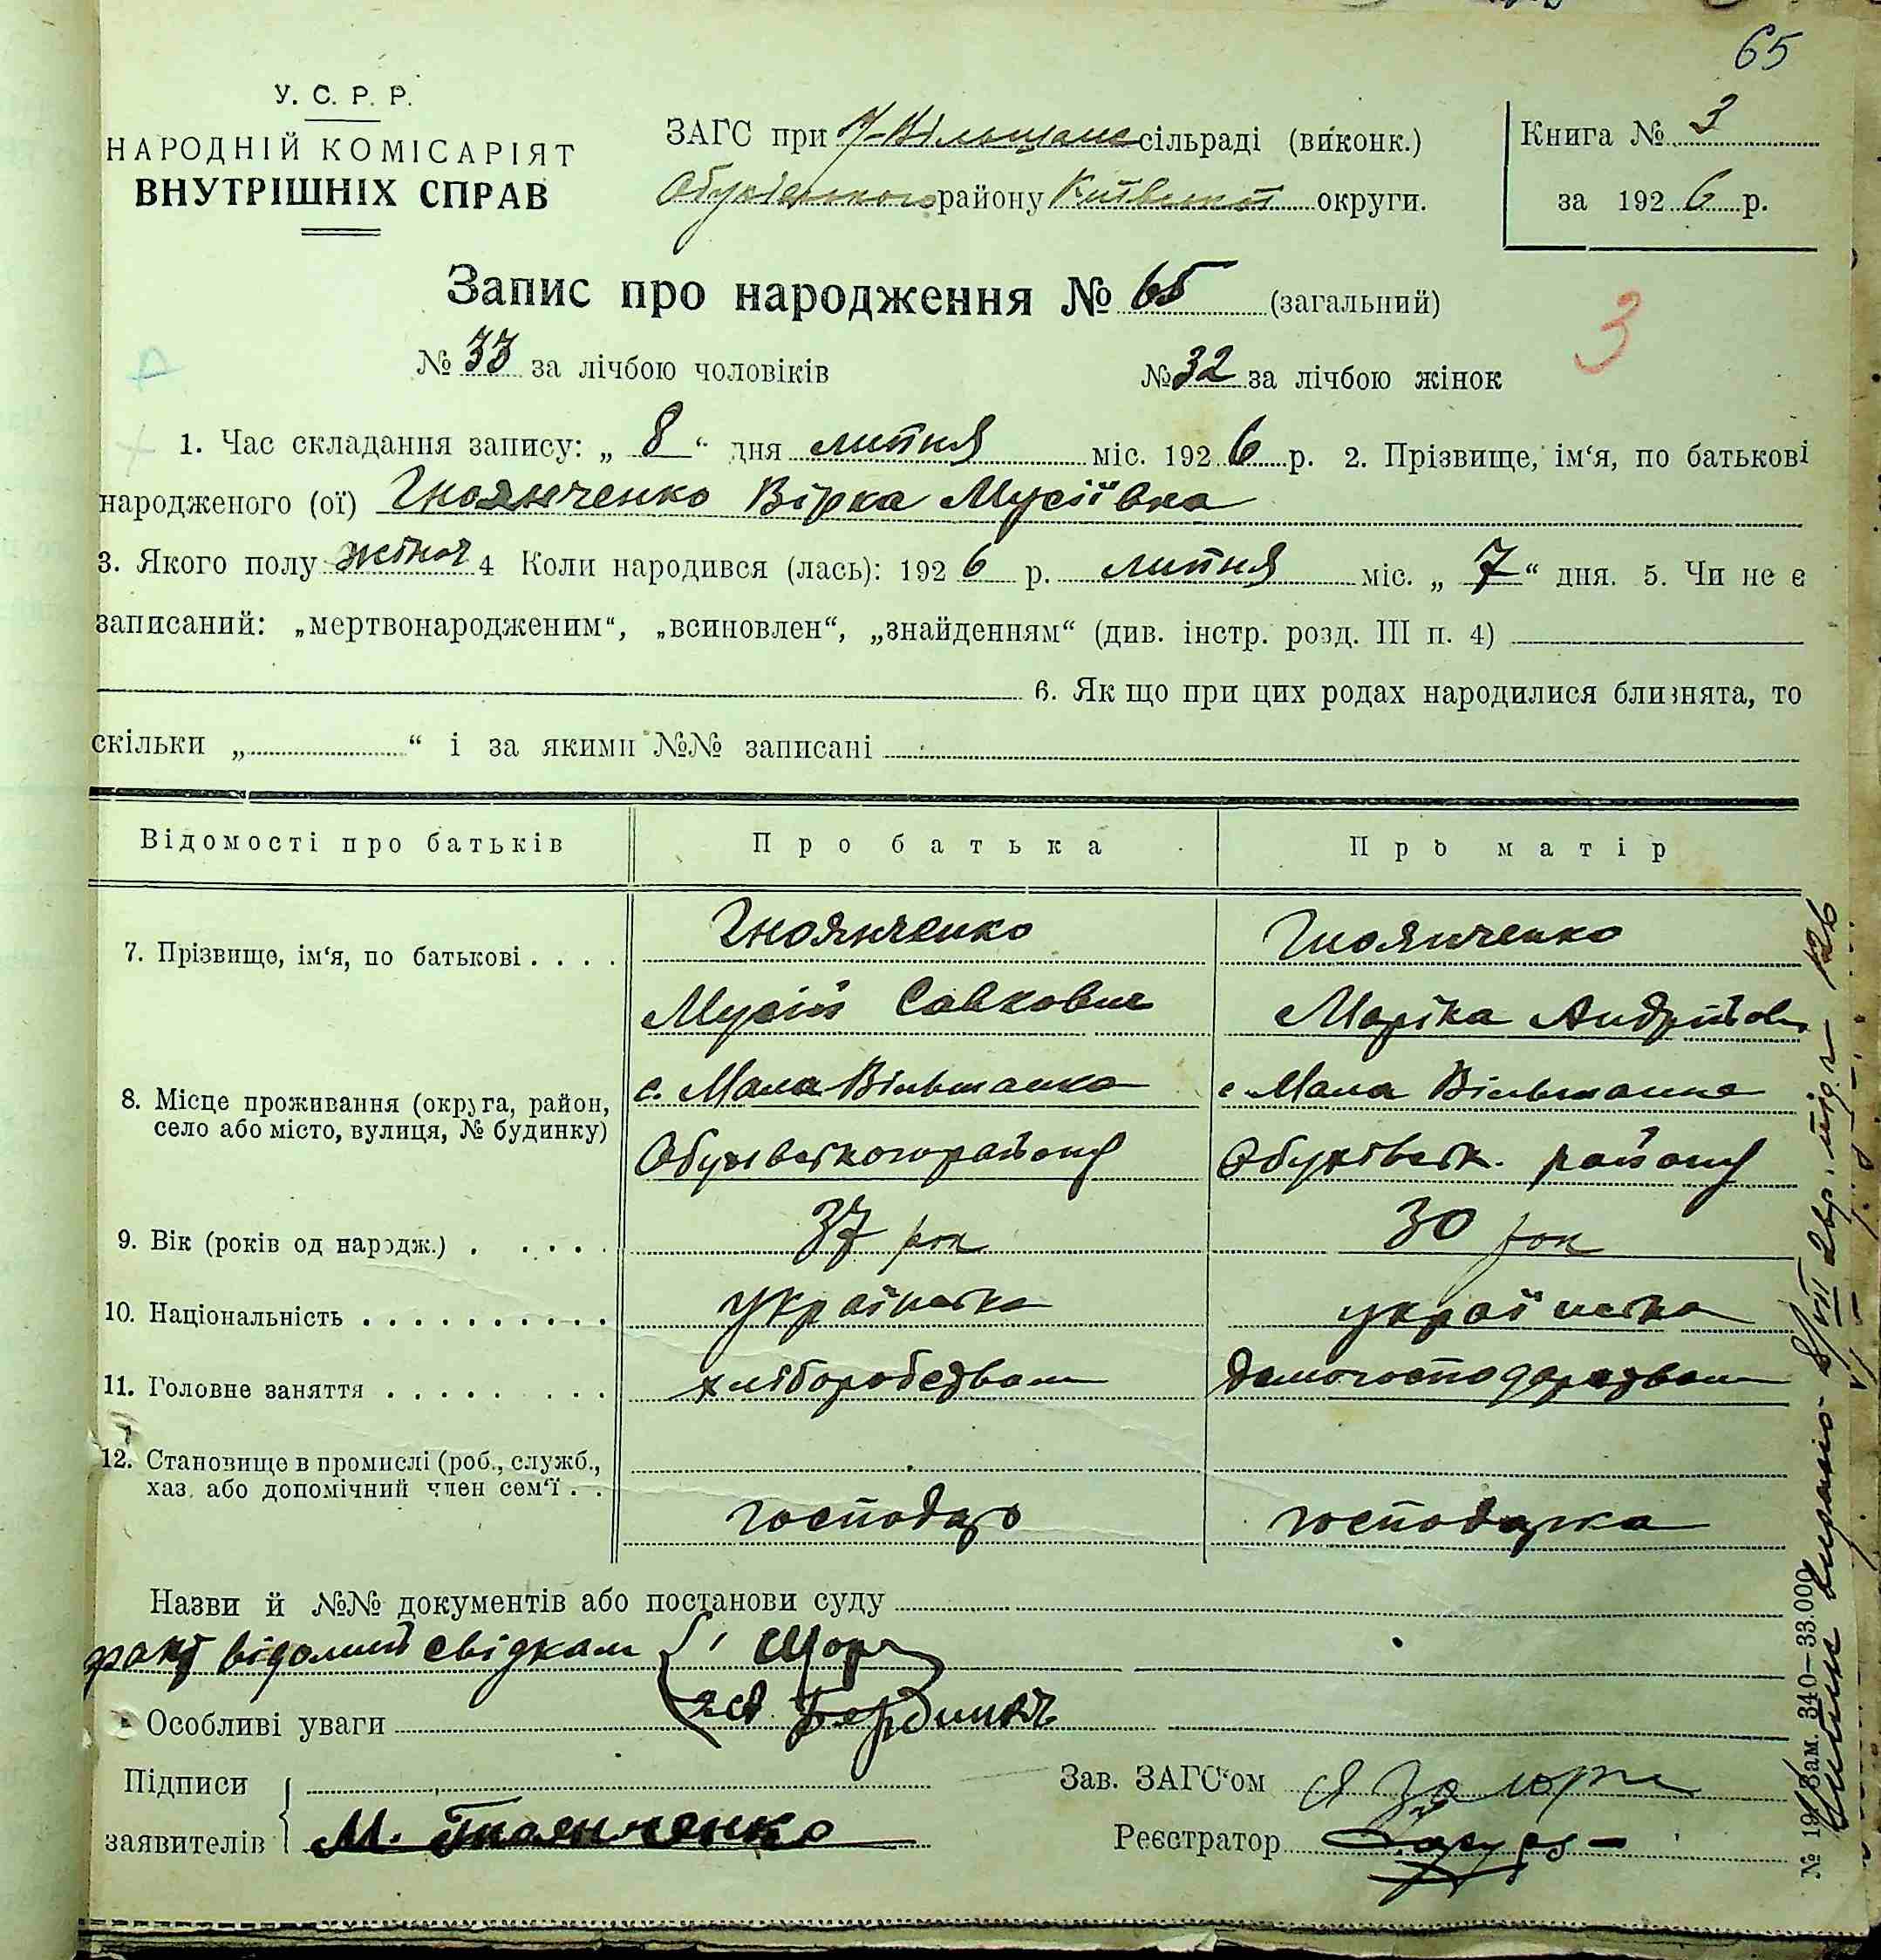 65
У. С. Р. Р.
НАРОДНІЙ КОМІСАРІЯТ
ВНУТРІШНІХ СПРАВ
ЗАГС при сільраді (виконк.)
Обухівського району Київської округи.
Книга № 3
за 1926 р.
Запис про народження № 65 (загальний)
3
№ 33 за лічбою чоловіків № 32 за лічбою жінок
1. Час складання запису: „ 8 “ дня липня міс. 1926 р. 2. Прізвище, ім‘я, по батькові
народженого (ої) Гноянченко Вірка Мусіївна
3. Якого полу жіноч 4 Коли народився (лась): 1926 р. липня міс. „ 7 “ дня. 5. Чи не є
записаний: „мертвонародженим“, „всиновлен“, „знайденням“ (див. інстр. розд. III п. 4)
6. Як що при цих родах народилися близнята, то
скільки „ “ і за якими №№ записані
Відомості про батьків Про батька Про матір
7. Прізвище, ім‘я, по батькові . . . . Гноянченко Гноянченко
Мусій Савкович Маріка Андрійов
8. Місце проживання (округа, район, с. Мала Вільшанка с Мала Вільшанка
село або місто, вулиця, № будинку)
Обухівськогорайону Обухівськ. району
9. Вік (років од народж.) . . . . . 37 рок 30 рок
10. Національність . . . . . . . . . . українська українська
11. Головне заняття . . . . . . . . хліборобство домогосподарство
12. Становище в промислі (роб., служб.,
хаз. або допомічний член сем‘ї . .
господар господарка
Назви й №№ документів або постанови суду
факт відомий свідкам
Особливі уваги
Підписи Зав. ЗАГС‘ом
заявителів М. Гноянченко Реєстратор
№ 19 Зам. 340—33.000